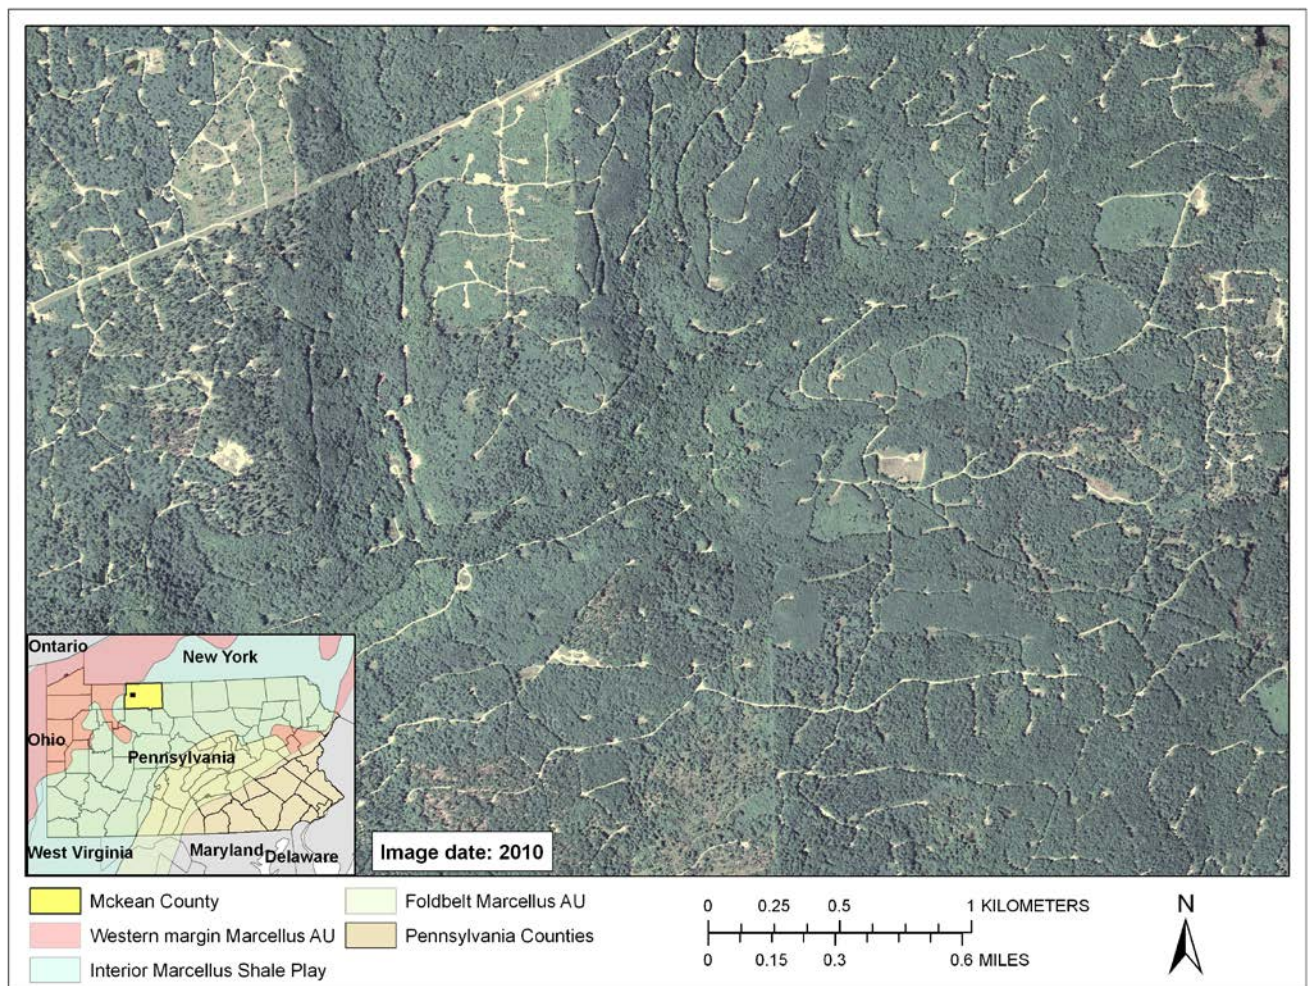 Ontario
New York
Ohio
Pennsylvania
West Virginia
Maryland
Delaware
Image date: 2010
Mckean County
Foldbelt Marcellus AU
Western margin Marcellus AU
Pennsylvania Counties
Interior Marcellus Shale Play
0 0.25 0.5 1 KILOMETERS
0 0.15 0.3 0.6 MILES
N